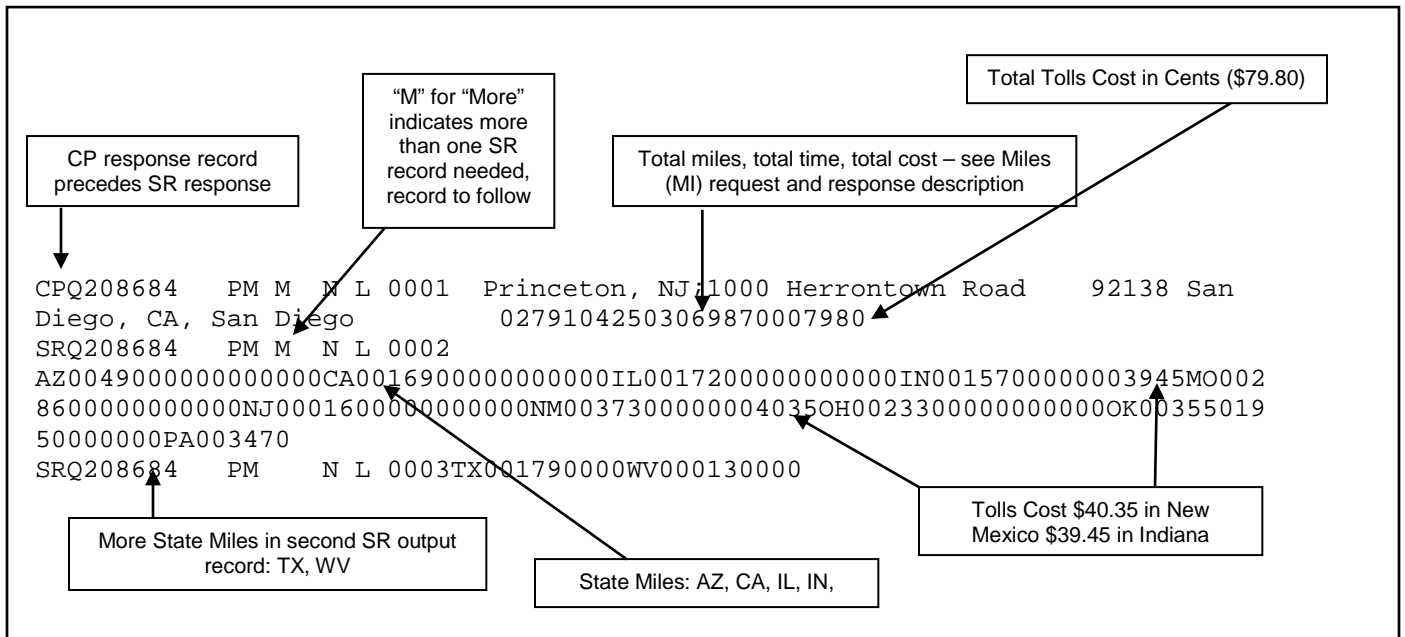 Total Tolls Cost in Cents ($79.80)
“M” for “More”
indicates more
than one SR
record needed,
record to follow
CP response record
precedes SR response
Total miles, total time, total cost – see Miles
(MI) request and response description
CPQ208684   PM M  N L 0001  Princeton, NJ;1000 Herrontown Road    92138 San
Diego, CA, San Diego         02791042503069870007980
SRQ208684   PM M  N L 0002
AZ0049000000000000CA0016900000000000IL0017200000000000IN001570000003945MO002
8600000000000NJ0001600000000000NM003730000004035OH0023300000000000OK00355019
50000000PA003470
SRQ208684   PM    N L 0003TX001790000WV000130000
Tolls Cost $40.35 in New
Mexico $39.45 in Indiana
More State Miles in second SR output
record: TX, WV
State Miles: AZ, CA, IL, IN,